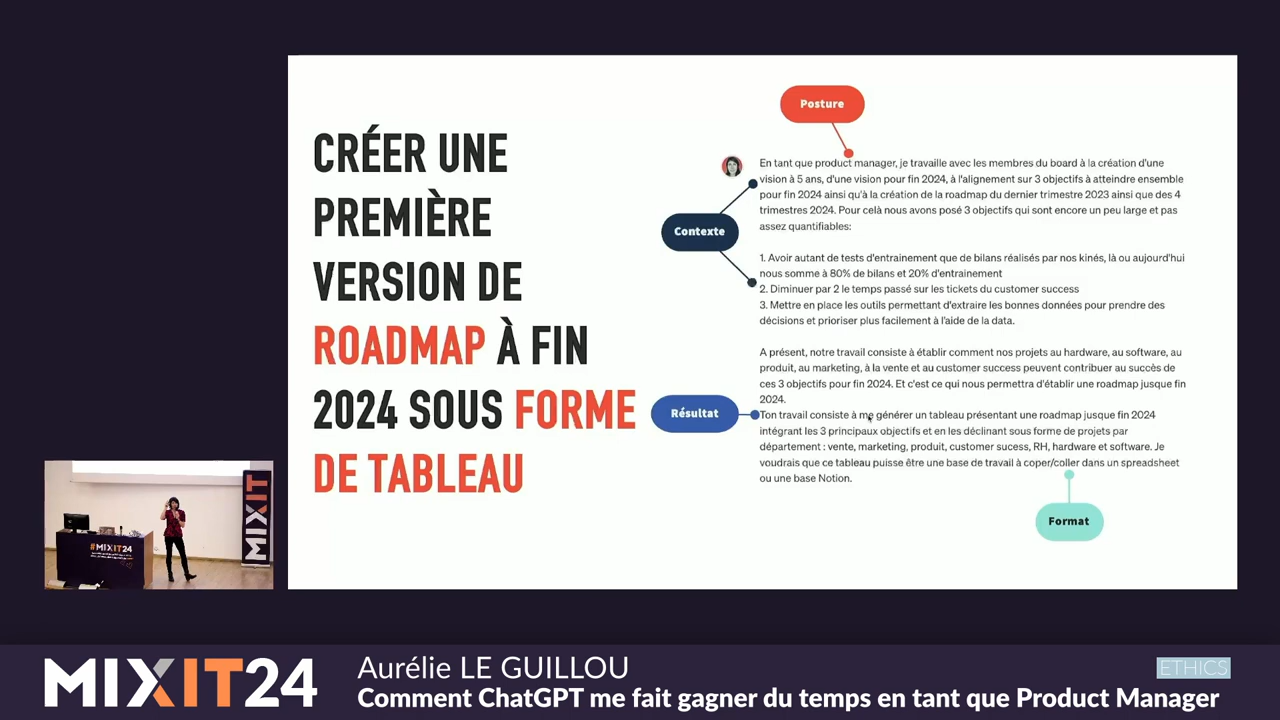 CRÉER UNE
PREMIÈRE
VERSION DE
ROADMAP À FIN
2024 SOUS FORME
DE TABLEAU
Posture
En tant que product manager, je travaille avec les membres du board à la création d'une
vision à 5 ans, d'une vision pour fin 2024, à l'alignement sur 3 objectifs à atteindre ensemble
pour fin 2024 ainsi qu'à la création de la roadmap du dernier trimestre 2023 ainsi que des 4
trimestres 2024. Pour celà nous avons posé 3 objectifs qui sont encore un peu large et pas
assez quantifiables:
Contexte
1. Avoir autant de tests d'entrainement que de bilans réalisés par nos kinés, là ou aujourd'hui
nous somme à 80% de bilans et 20% d'entrainement
2. Diminuer par 2 le temps passé sur les tickets du customer success
3. Mettre en place les outils permettant d'extraire les bonnes données pour prendre des
décisions et prioriser plus facilement à l'aide de la data.
A présent, notre travail consiste à établir comment nos projets au hardware, au software, au
produit, au marketing, à la vente et au customer success peuvent contribuer au succès de
ces 3 objectifs pour fin 2024. Et c'est ce qui nous permettra d'établir une roadmap jusque fin
2024.
Résultat
Ton travail consiste à me générer un tableau présentant une roadmap jusque fin 2024
intégrant les 3 principaux objectifs et en les déclinant sous forme de projets par
département : vente, marketing, produit, customer sucess, RH, hardware et software. Je
voudrais que ce tableau puisse être une base de travail à coper/coller dans un spreadsheet
ou une base Notion.
Format
#MIXIT24
MIXIT
MIXIT24
Aurélie LE GUILLOU
Comment ChatGPT me fait gagner du temps en tant que Product Manager
ETHICS